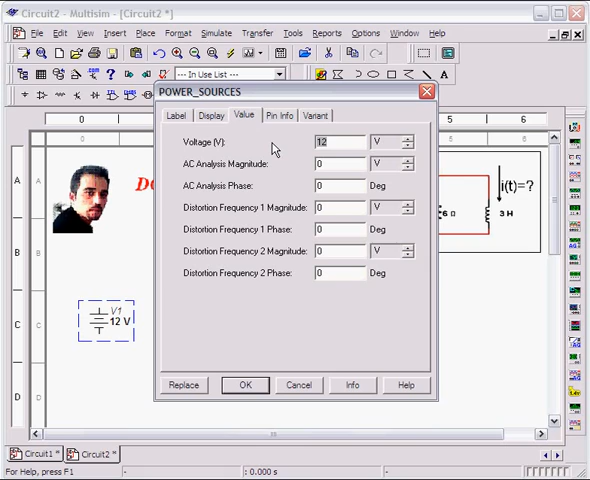 Circuit2 - Multisim - [Circuit2 *]
File Edit View Place Simulate Transfer Tools Reports Options Window Help
--- In Use List ---
POWER_SOURCES
Label Display Value Pin Info Variant
Voltage (V): 12 V
AC Analysis Magnitude: 0 V
AC Analysis Phase: 0 Deg
Distortion Frequency 1 Magnitude: 0 V
Distortion Frequency 1 Phase: 0 Deg
Distortion Frequency 2 Magnitude: 0 V
Distortion Frequency 2 Phase: 0 Deg
Replace OK Cancel Info Help
0 0 5 6
A A
B B
C C
D D
i(t)=?
6 Ω 3 H
V1
12 V
Circuit1 * Circuit2 *
For Help, press F1 - : 0.000 s -